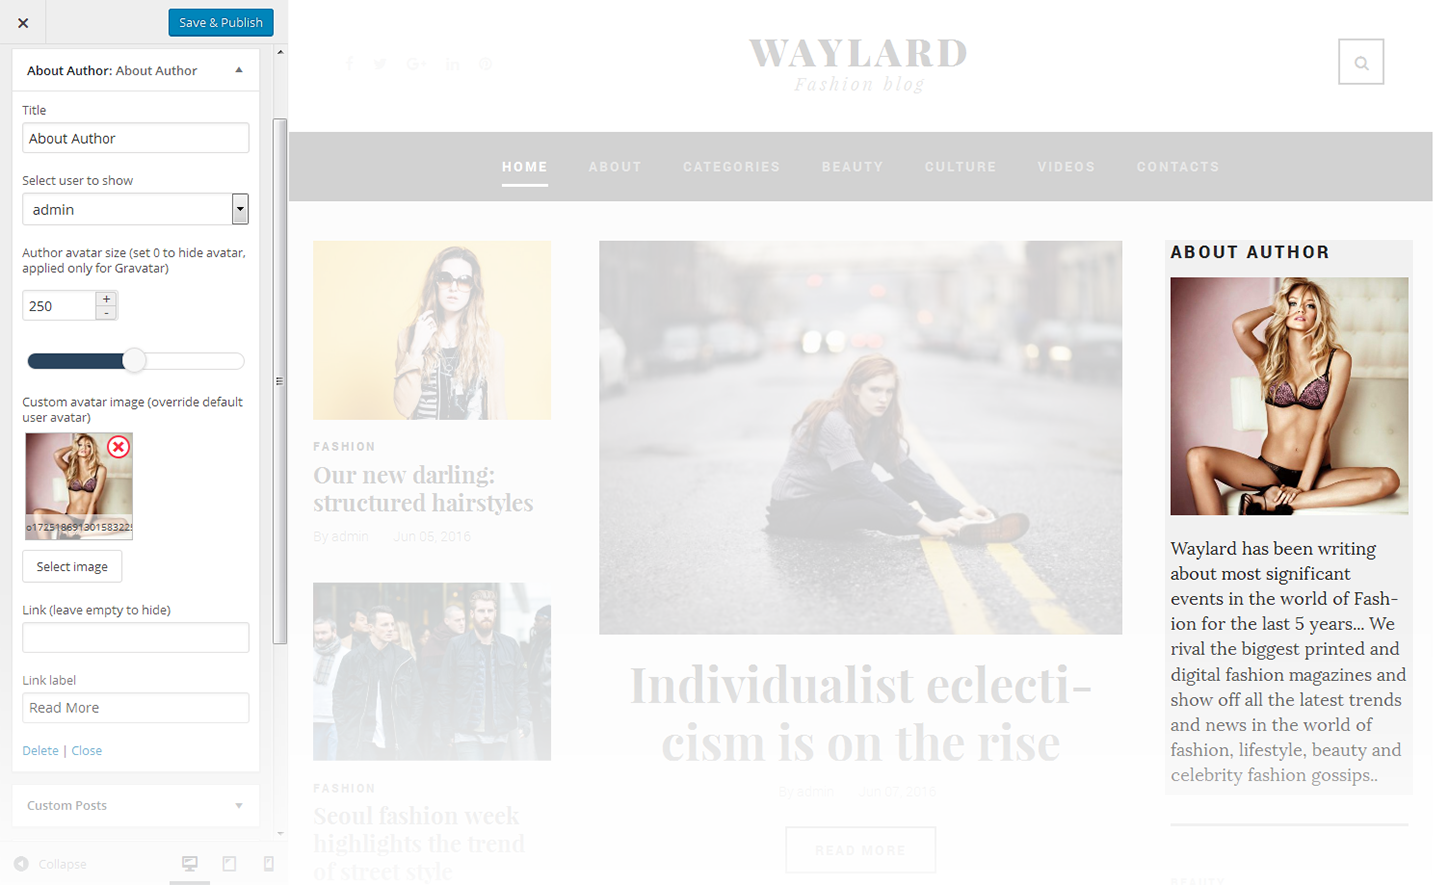 Save & Publish
About Author: About Author
Title
About Author
Select user to show
admin
Author avatar size (set 0 to hide avatar,
applied only for Gravatar)
250
+
-
Custom avatar image (override default
user avatar)
Select image
Link (leave empty to hide)
Link label
Read More
Delete | Close
Custom Posts
Collapse
WAYLARD
Fashion blog
HOME
ABOUT
CATEGORIES
BEAUTY
CULTURE
VIDEOS
CONTACTS
FASHION
Our new darling:
structured hairstyles
By admin Jun 05, 2016
FASHION
Seoul fashion week
highlights the trend
of street style
Individualist eclecti-
cism is on the rise
By admin Jun 07, 2016
READ MORE
ABOUT AUTHOR
Waylard has been writing
about most significant
events in the world of Fash-
ion for the last 5 years... We
rival the biggest printed and
digital fashion magazines and
show off all the latest trends
and news in the world of
fashion, lifestyle, beauty and
celebrity fashion gossips..
BEAUTY